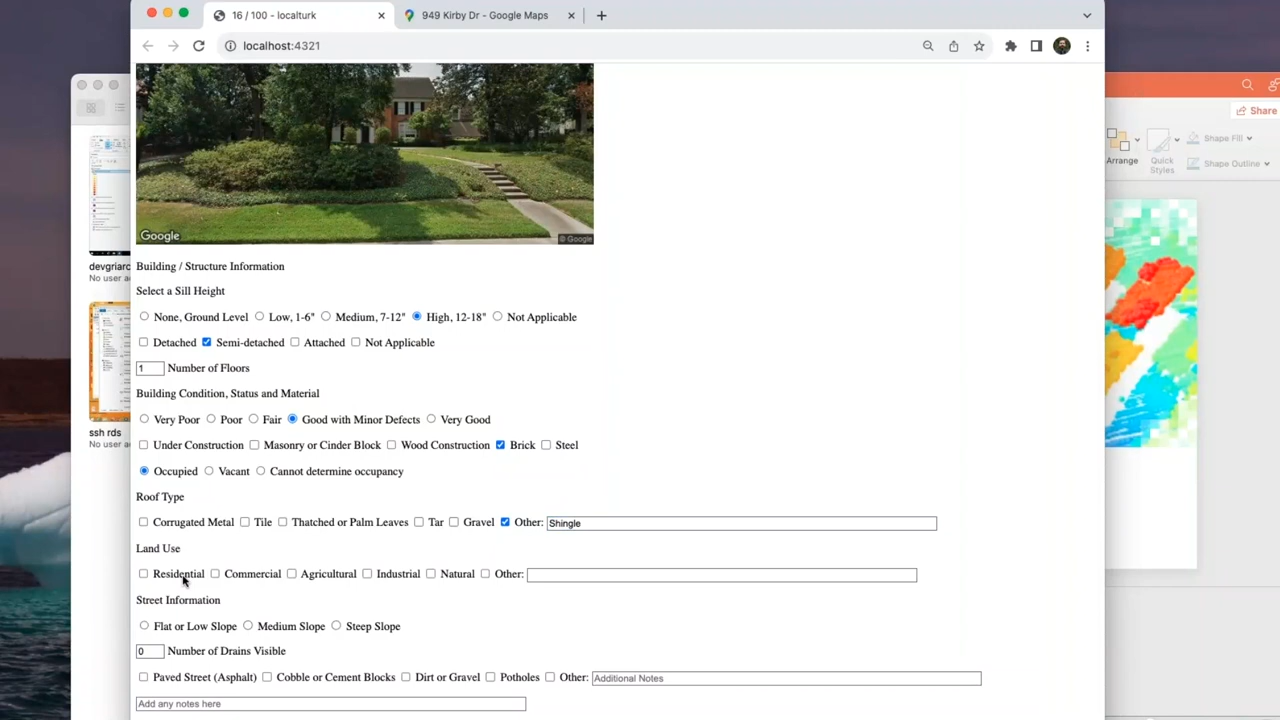 16 / 100 - localturk
949 Kirby Dr - Google Maps
localhost:4321
Share
Arrange
Quick Styles
Shape Fill
Shape Outline
Google
© Google
Building / Structure Information
Select a Sill Height
None, Ground Level Low, 1-6" Medium, 7-12" High, 12-18" Not Applicable
Detached Semi-detached Attached Not Applicable
1 Number of Floors
Building Condition, Status and Material
Very Poor Poor Fair Good with Minor Defects Very Good
Under Construction Masonry or Cinder Block Wood Construction Brick Steel
Occupied Vacant Cannot determine occupancy
Roof Type
Corrugated Metal Tile Thatched or Palm Leaves Tar Gravel Other: Shingle
Land Use
Residential Commercial Agricultural Industrial Natural Other:
Street Information
Flat or Low Slope Medium Slope Steep Slope
0 Number of Drains Visible
Paved Street (Asphalt) Cobble or Cement Blocks Dirt or Gravel Potholes Other: Additional Notes
Add any notes here
devgriarc
No user a
ssh rds
No user a